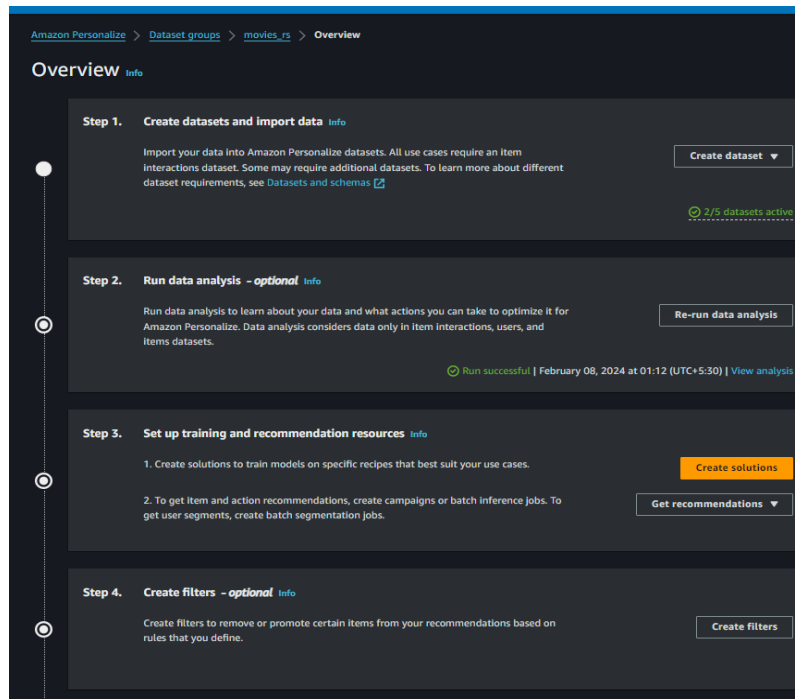 Amazon Personalize > Dataset groups > movies_rs > Overview
Overview Info
Step 1. Create datasets and import data Info
Import your data into Amazon Personalize datasets. All use cases require an item
interactions dataset. Some may require additional datasets. To learn more about different
dataset requirements, see Datasets and schemas
Create dataset ▼
2/5 datasets active
Step 2. Run data analysis - optional Info
Run data analysis to learn about your data and what actions you can take to optimize it for
Amazon Personalize. Data analysis considers data only in item interactions, users, and
items datasets.
Re-run data analysis
Run successful | February 08, 2024 at 01:12 (UTC+5:30) | View analysis
Step 3. Set up training and recommendation resources Info
1. Create solutions to train models on specific recipes that best suit your use cases.
Create solutions
2. To get item and action recommendations, create campaigns or batch inference jobs. To
get user segments, create batch segmentation jobs.
Get recommendations ▼
Step 4. Create filters - optional Info
Create filters to remove or promote certain items from your recommendations based on
rules that you define.
Create filters